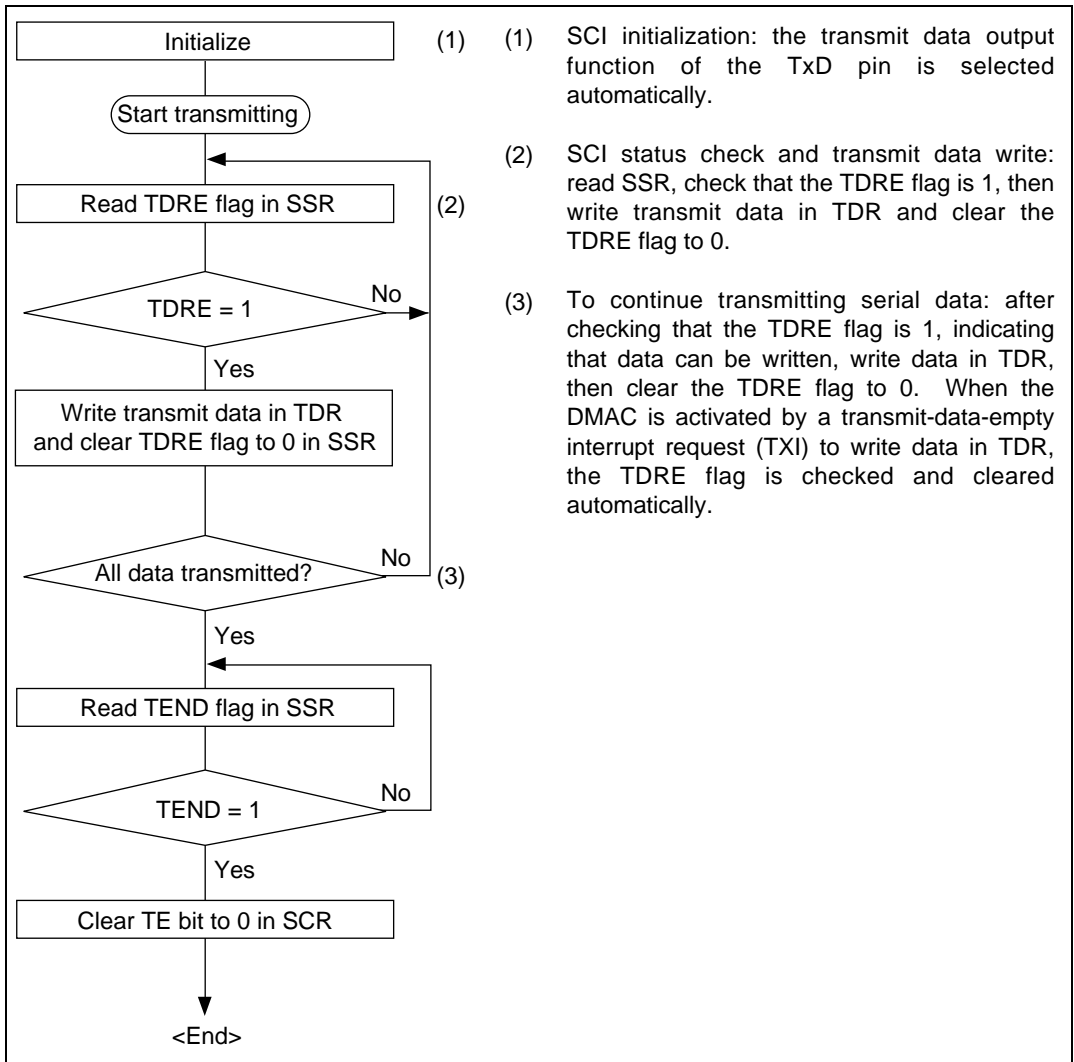 Initialize
(1)
Start transmitting
Read TDRE flag in SSR
(2)
TDRE = 1
No
Yes
Write transmit data in TDR
and clear TDRE flag to 0 in SSR
All data transmitted?
No
(3)
Yes
Read TEND flag in SSR
TEND = 1
No
Yes
Clear TE bit to 0 in SCR
<End>
(1) SCI initialization: the transmit data output
function of the TxD pin is selected
automatically.
(2) SCI status check and transmit data write:
read SSR, check that the TDRE flag is 1, then
write transmit data in TDR and clear the
TDRE flag to 0.
(3) To continue transmitting serial data: after
checking that the TDRE flag is 1, indicating
that data can be written, write data in TDR,
then clear the TDRE flag to 0. When the
DMAC is activated by a transmit-data-empty
interrupt request (TXI) to write data in TDR,
the TDRE flag is checked and cleared
automatically.